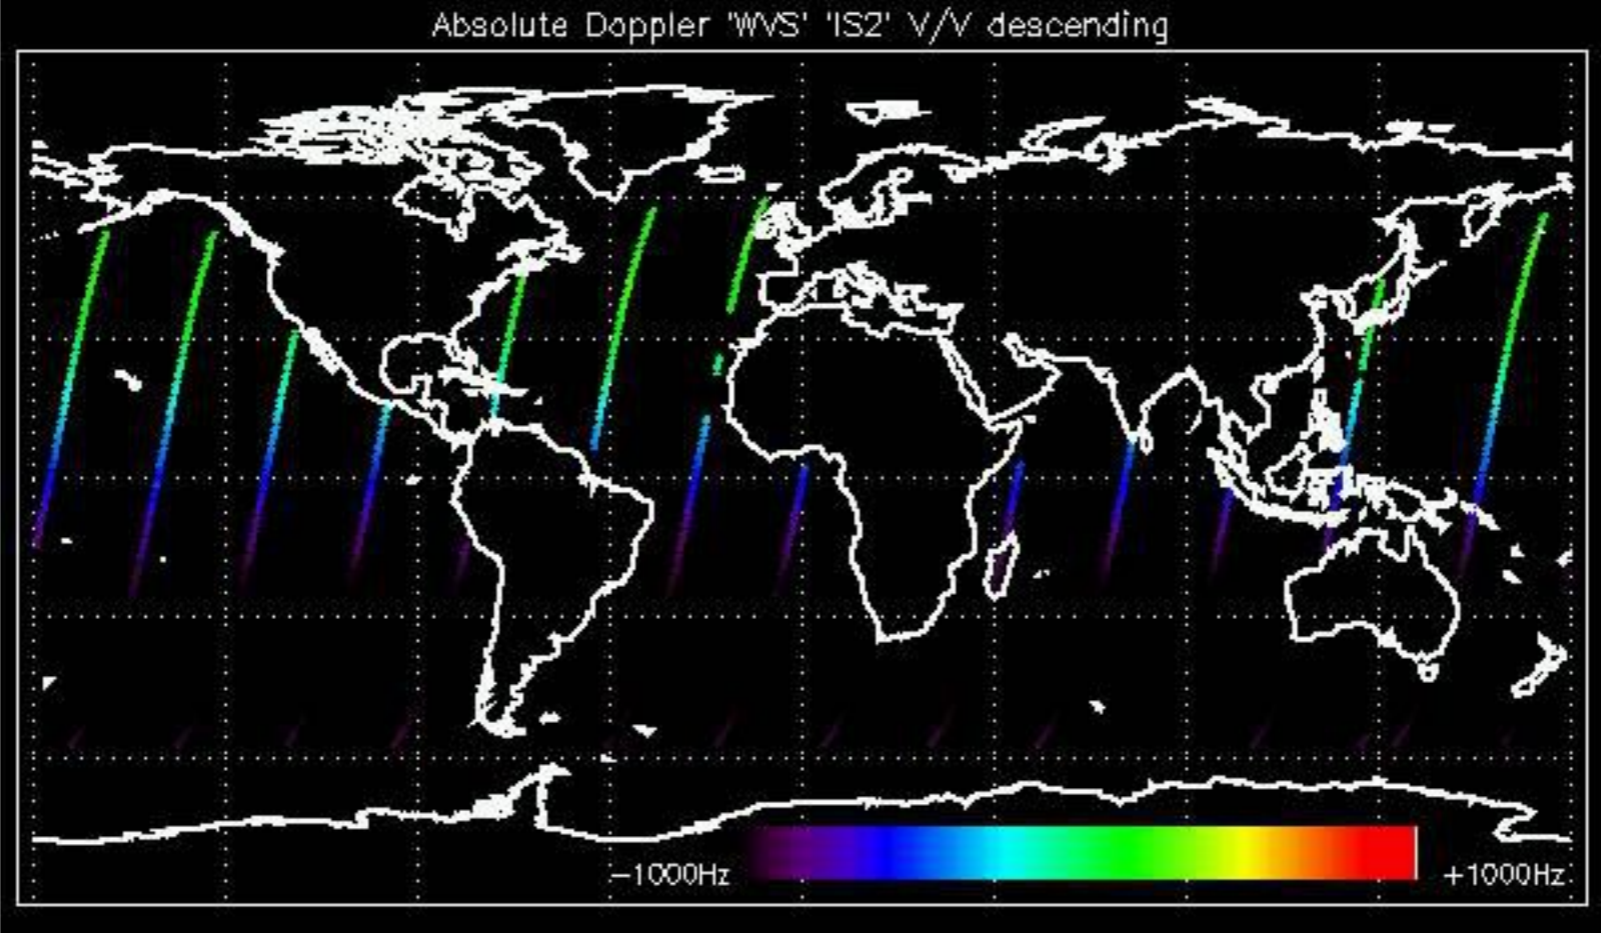 Absolute Doppler 'WVS' 'IS2' V/V descending
−1000Hz +1000Hz